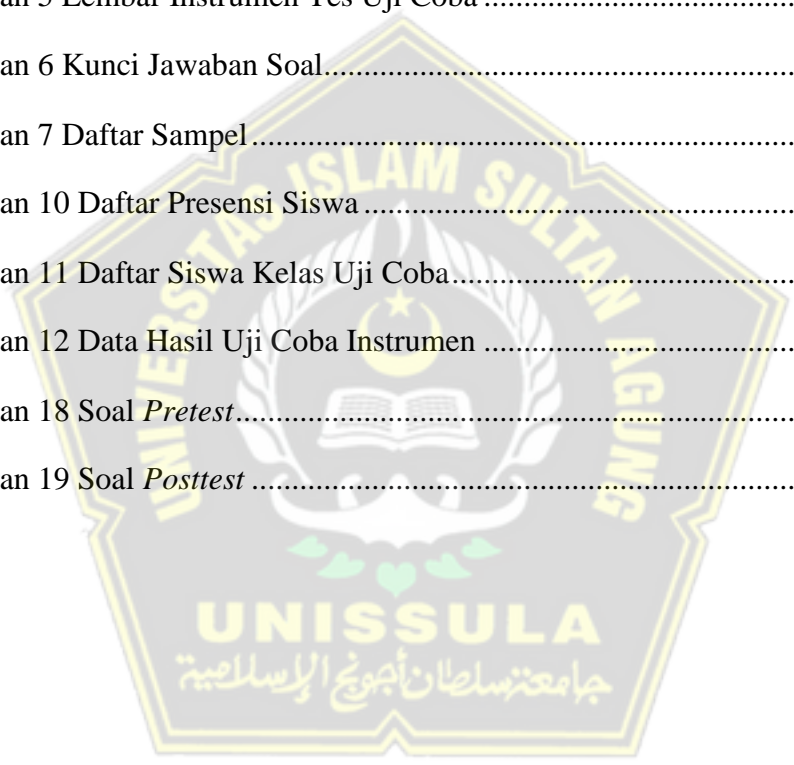 an 5 Lembar Instrumen Tes Uji Coba ......................................
an 6 Kunci Jawaban Soal..........................................................
an 7 Daftar Sampel...................................................................
an 10 Daftar Presensi Siswa .....................................................
an 11 Daftar Siswa Kelas Uji Coba..........................................
an 12 Data Hasil Uji Coba Instrumen ......................................
an 18 Soal Pretest.....................................................................
an 19 Soal Posttest ...................................................................
UNIVERSITAS ISLAM SULTAN AGUNG
UNISSULA
جامعة سلطان أجونج الإسلامية